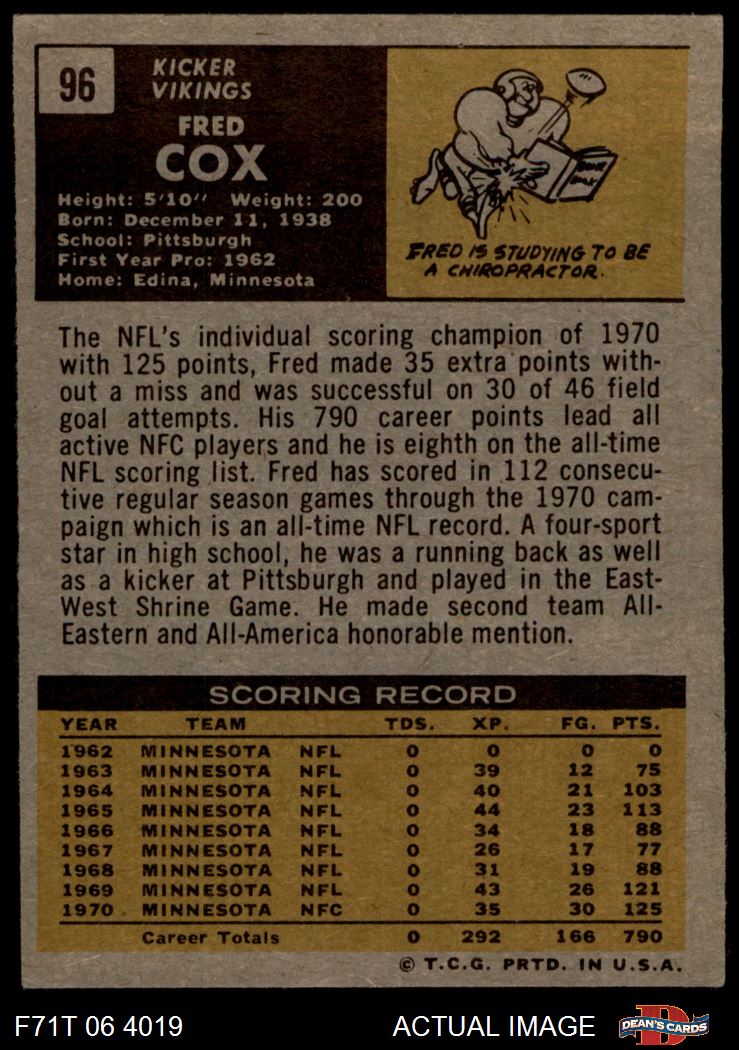 96
KICKER
VIKINGS
FRED
COX
Height: 5'10" Weight: 200
Born: December 11, 1938
School: Pittsburgh
First Year Pro: 1962
Home: Edina, Minnesota
FRED IS STUDYING TO BE
A CHIROPRACTOR.
The NFL's individual scoring champion of 1970
with 125 points, Fred made 35 extra points with-
out a miss and was successful on 30 of 46 field
goal attempts. His 790 career points lead all
active NFC players and he is eighth on the all-time
NFL scoring list. Fred has scored in 112 consecu-
tive regular season games through the 1970 cam-
paign which is an all-time NFL record. A four-sport
star in high school, he was a running back as well
as a kicker at Pittsburgh and played in the East-
West Shrine Game. He made second team All-
Eastern and All-America honorable mention.
SCORING RECORD
YEAR TEAM TDS. XP. FG. PTS.
1962 MINNESOTA NFL 0 0 0 0
1963 MINNESOTA NFL 0 39 12 75
1964 MINNESOTA NFL 0 40 21 103
1965 MINNESOTA NFL 0 44 23 113
1966 MINNESOTA NFL 0 34 18 88
1967 MINNESOTA NFL 0 26 17 77
1968 MINNESOTA NFL 0 31 19 88
1969 MINNESOTA NFL 0 43 26 121
1970 MINNESOTA NFC 0 35 30 125
Career Totals 0 292 166 790
© T.C.G. PRTD. IN U.S.A.
F71T 06 4019 ACTUAL IMAGE D DEAN'S CARDS